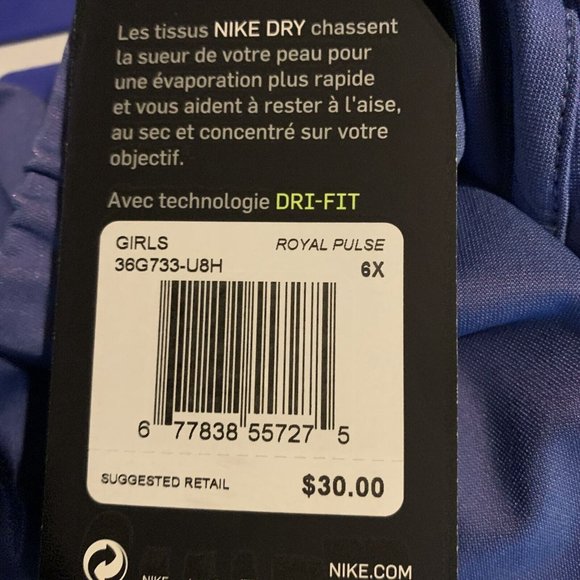 Les tissus NIKE DRY chassent
la sueur de votre peau pour
une évaporation plus rapide
et vous aident à rester à l'aise,
au sec et concentré sur votre
objectif.
Avec technologie DRI-FIT
GIRLS ROYAL PULSE
36G733-U8H 6X
6 77838 55727 5
SUGGESTED RETAIL $30.00
NIKE.COM
NIKE